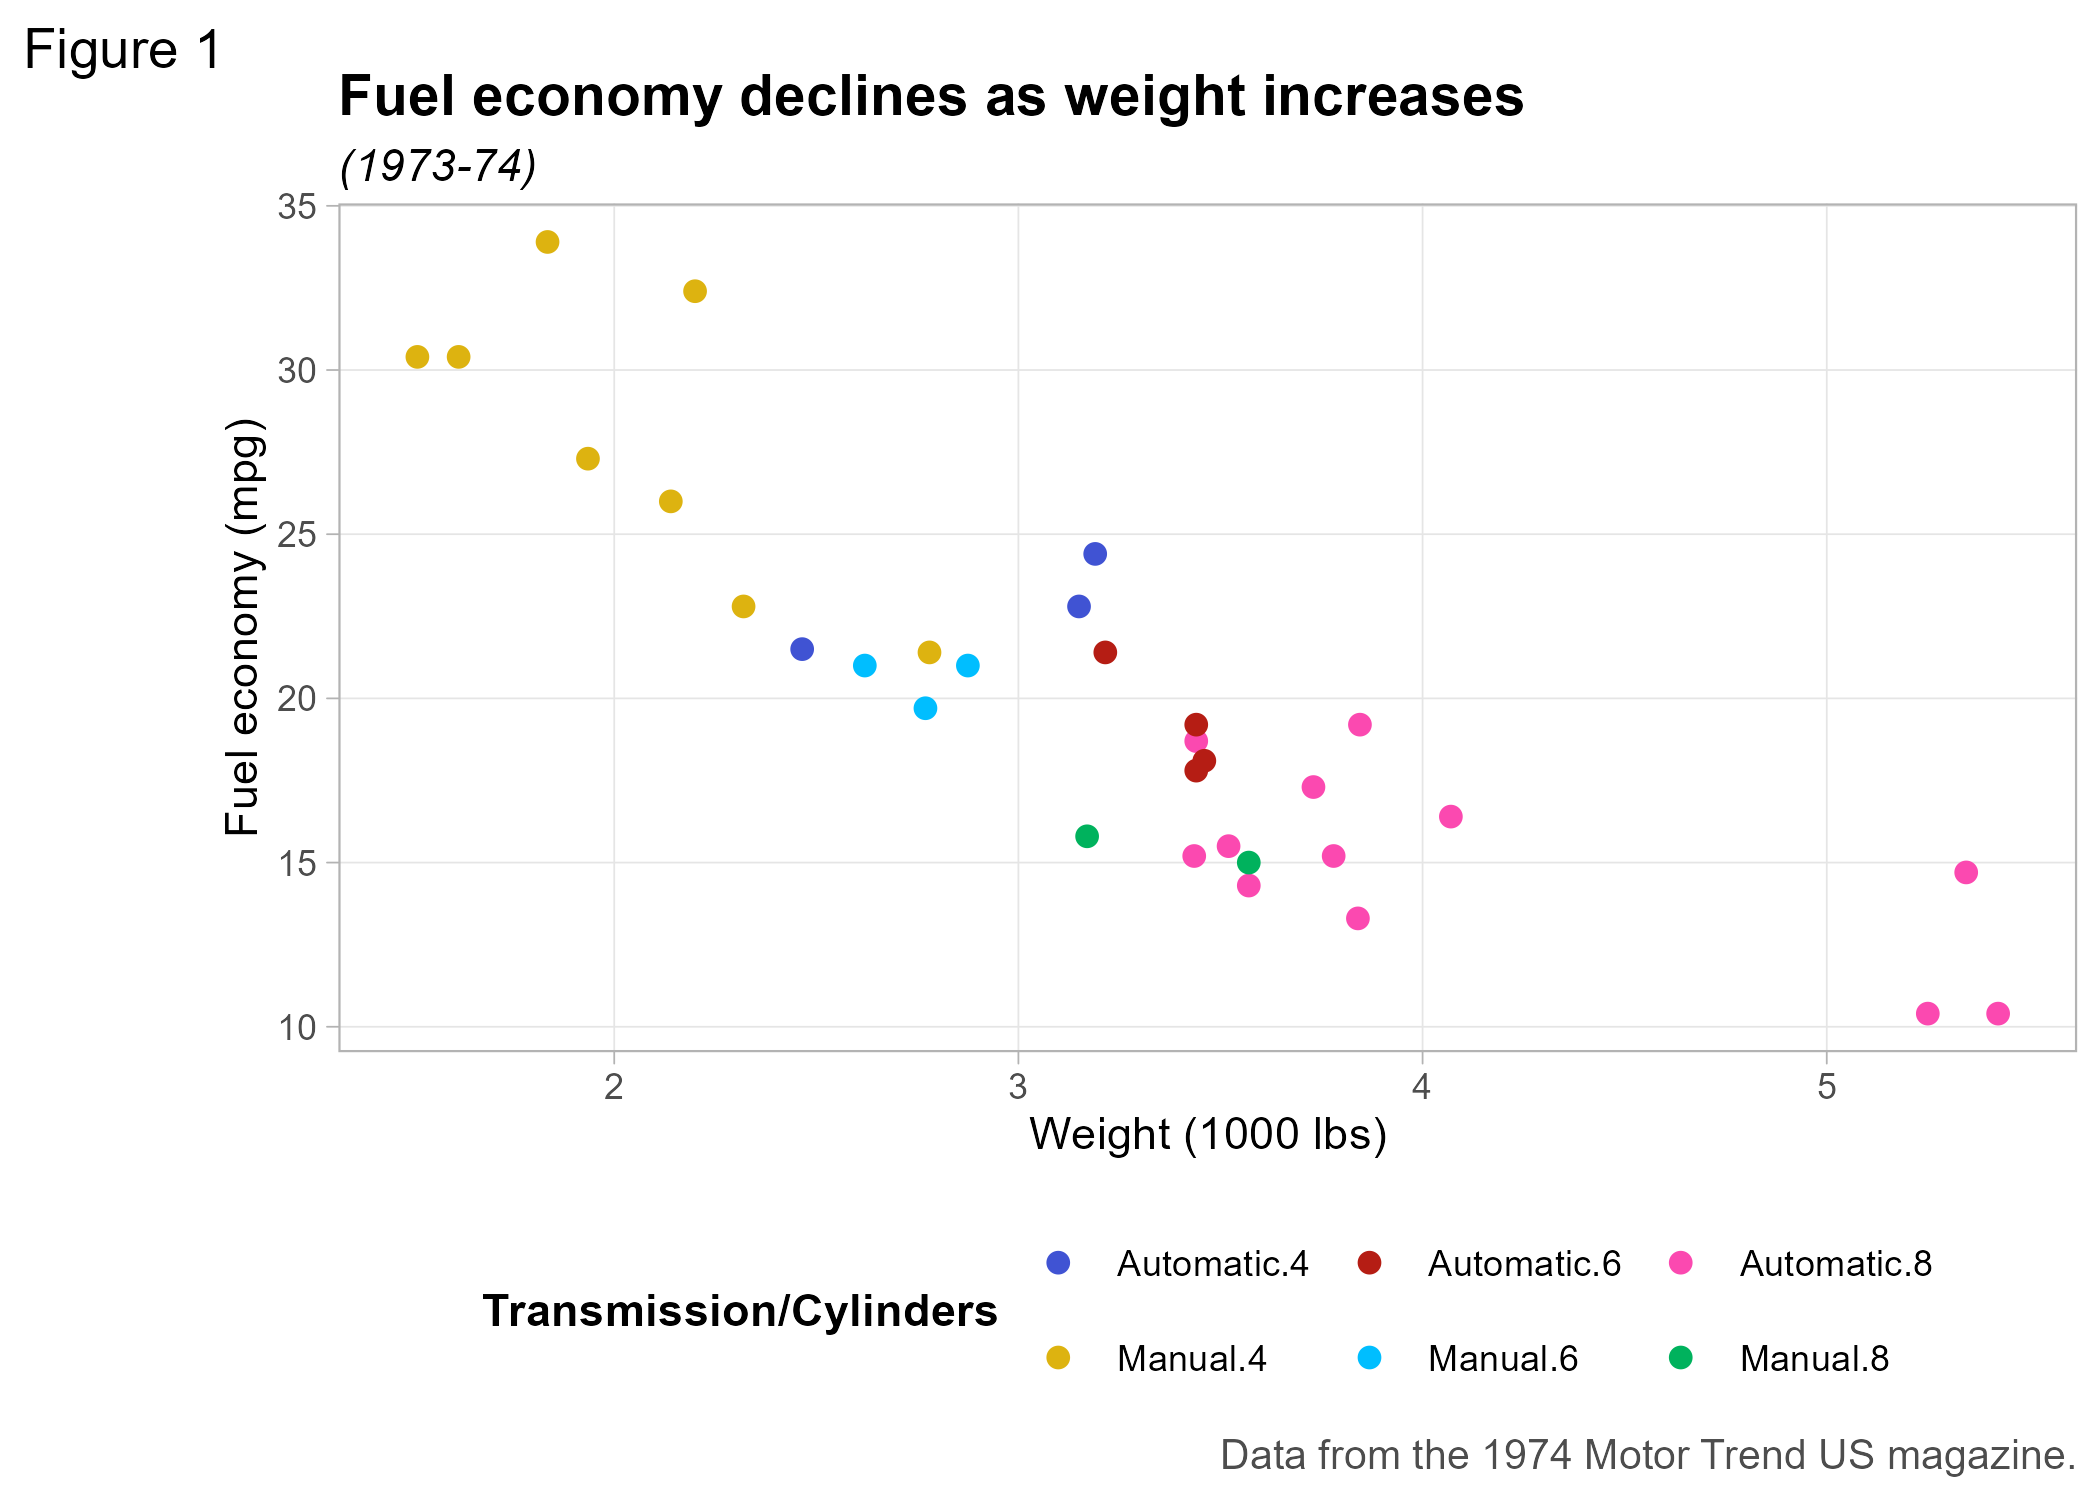 Figure 1
Fuel economy declines as weight increases
(1973-74)
35
30
25
20
15
10
Fuel economy (mpg)
2 3 4 5
Weight (1000 lbs)
Transmission/Cylinders
Automatic.4 Automatic.6 Automatic.8
Manual.4 Manual.6 Manual.8
Data from the 1974 Motor Trend US magazine.